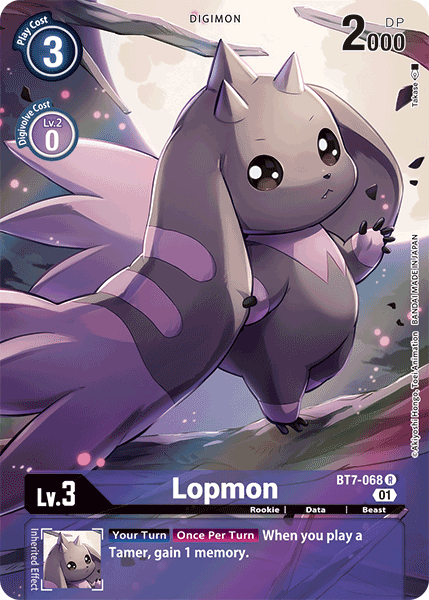 DIGIMON
Play Cost
3
DP
2000
Digivolve Cost
Lv.2
0
Takase
©Akiyoshi Hongo, Toei Animation BANDAI MADE IN JAPAN
BT7-068 R
01
Lv.3
Lopmon
Rookie | Data | Beast
Inherited Effect
Your Turn Once Per Turn When you play a
Tamer, gain 1 memory.